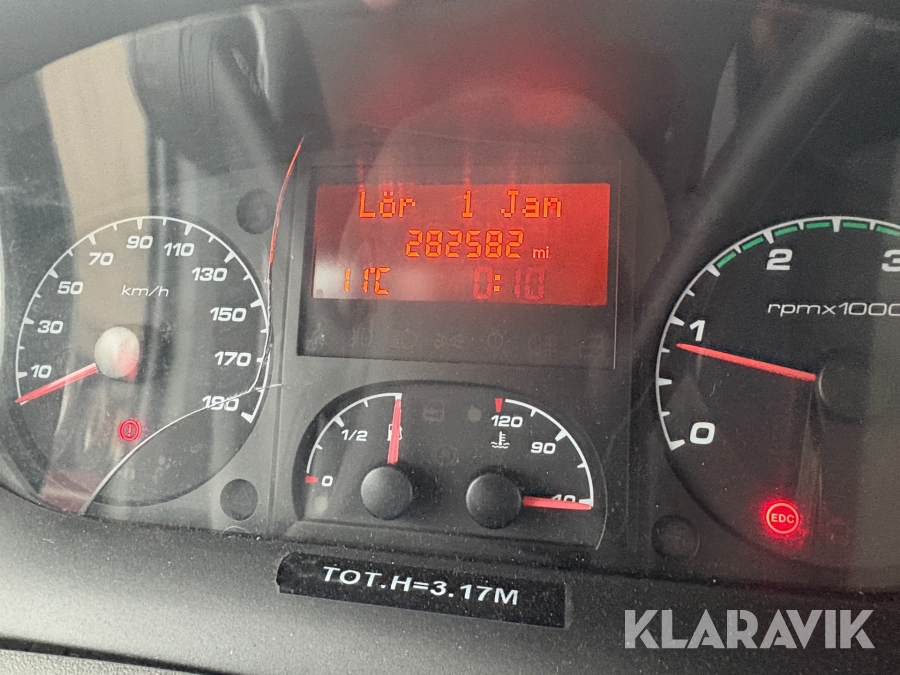 Lör 1 Jan
282582 mi
11°C 0:10
10 30 50 70 90 110 130 150 170 190
km/h
0 1/2
120 90 40
0 1 2 3
rpmx1000
EDC
TOT.H=3.17M
KLARAVIK